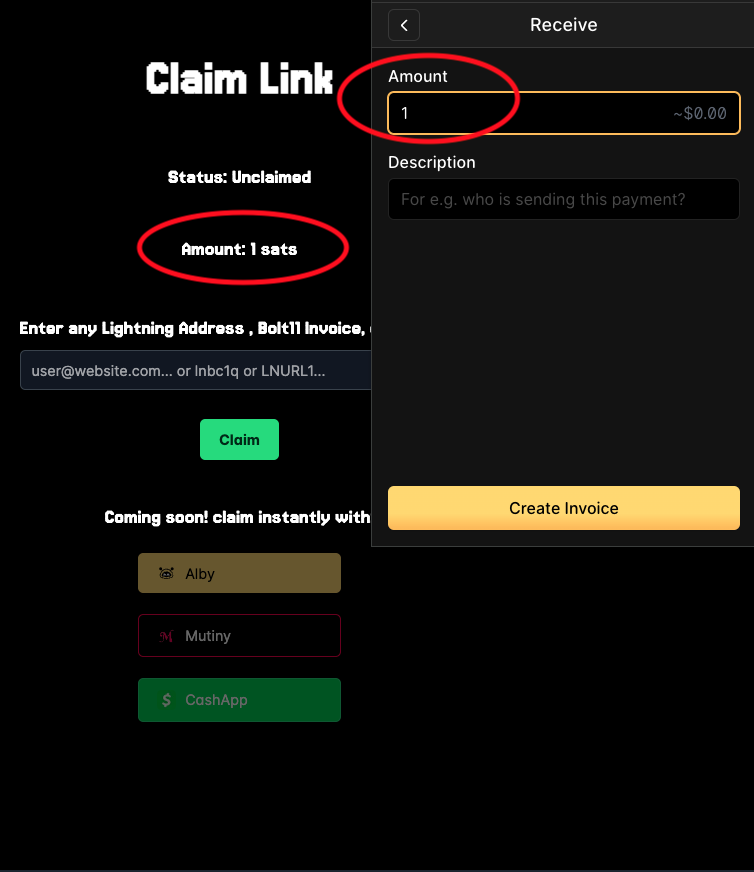 Claim Link
Status: Unclaimed
Amount: 1 sats
Enter any Lightning Address , Bolt11 Invoice,
user@website.com... or lnbc1q or LNURL1...
Claim
Coming soon! claim instantly with
Alby
Mutiny
$ CashApp
Receive
Amount
1 ~$0.00
Description
For e.g. who is sending this payment?
Create Invoice